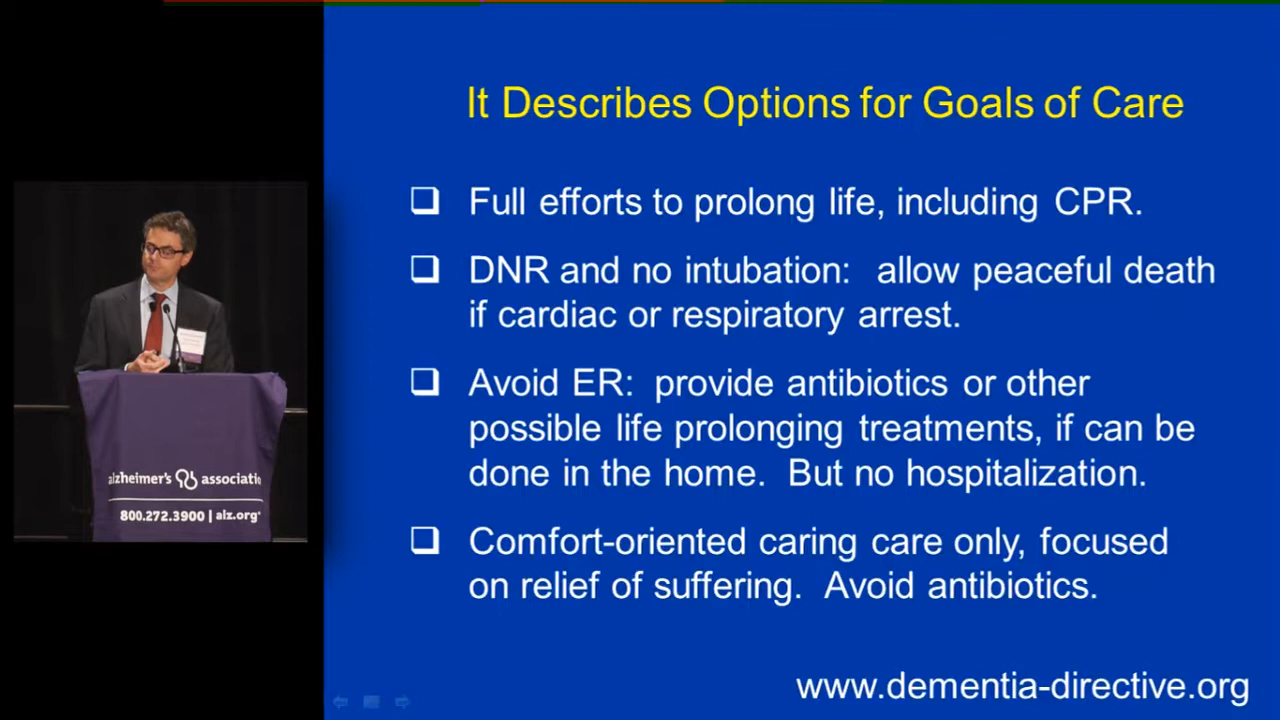 It Describes Options for Goals of Care
❑ Full efforts to prolong life, including CPR.
❑ DNR and no intubation: allow peaceful death
if cardiac or respiratory arrest.
❑ Avoid ER: provide antibiotics or other
possible life prolonging treatments, if can be
done in the home. But no hospitalization.
❑ Comfort-oriented caring care only, focused
on relief of suffering. Avoid antibiotics.
www.dementia-directive.org
alzheimer's associatio
800.272.3900 | alz.org®